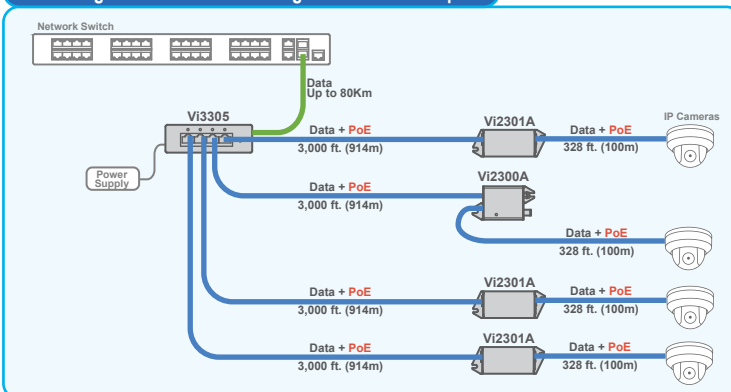 Network Switch
Data
Up to 80Km
Vi3305
Vi2301A
IP Cameras
Data + PoE
Data + PoE
3,000 ft. (914m)
328 ft. (100m)
Power
Supply
Vi2300A
Data + PoE
3,000 ft. (914m)
Data + PoE
328 ft. (100m)
Vi2301A
Data + PoE
Data + PoE
3,000 ft. (914m)
328 ft. (100m)
Vi2301A
Data + PoE
Data + PoE
3,000 ft. (914m)
328 ft. (100m)